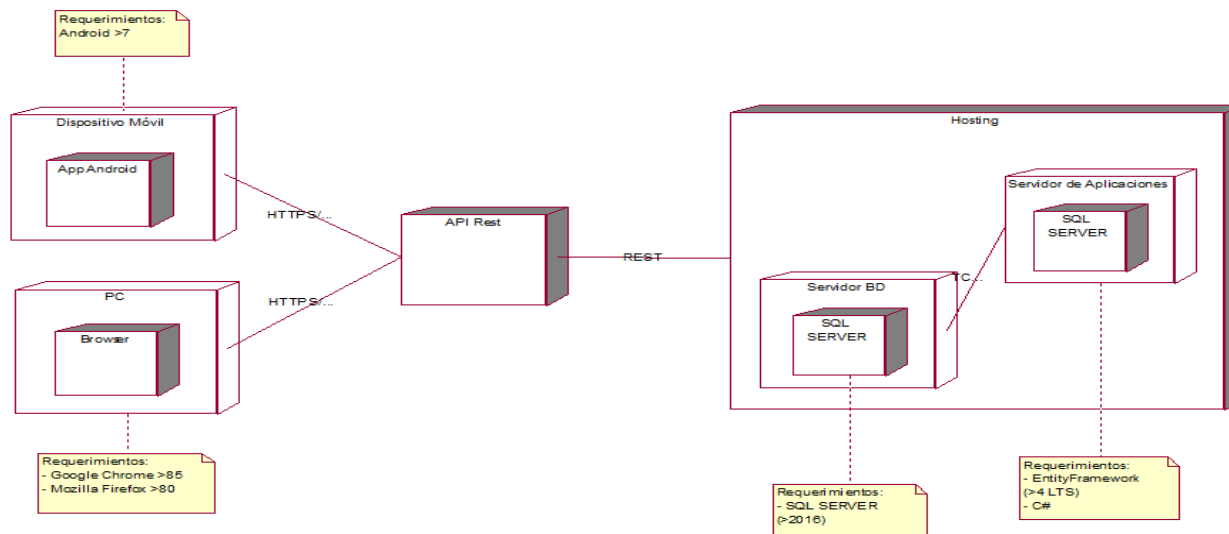 Requerimientos:
Android >7
Dispositivo Móvil
App Android
HTTPS/...
PC
Browser
HTTPS/...
Requerimientos:
- Google Chrome >85
- Mozilla Firefox >80
API Rest
REST
Hosting
Servidor de Aplicaciones
SQL
SERVER
TC...
Servidor BD
SQL
SERVER
Requerimientos:
- SQL SERVER
(>2016)
Requerimientos:
- EntityFramework
(>4 LTS)
- C#